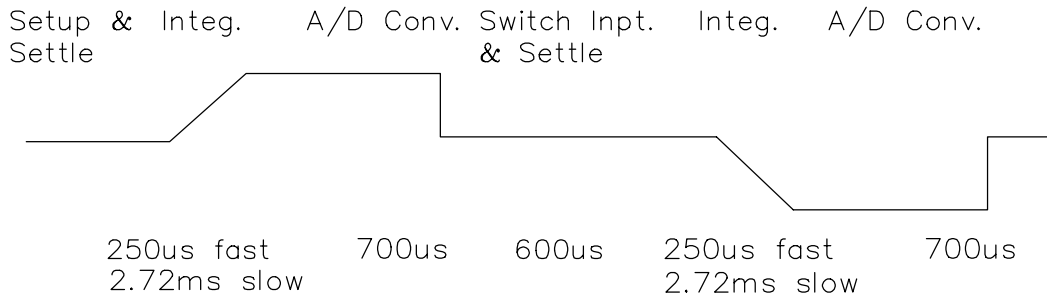 Setup & Integ. A/D Conv. Switch Inpt. Integ. A/D Conv.
Settle & Settle
250us fast 700us 600us 250us fast 700us
2.72ms slow 2.72ms slow